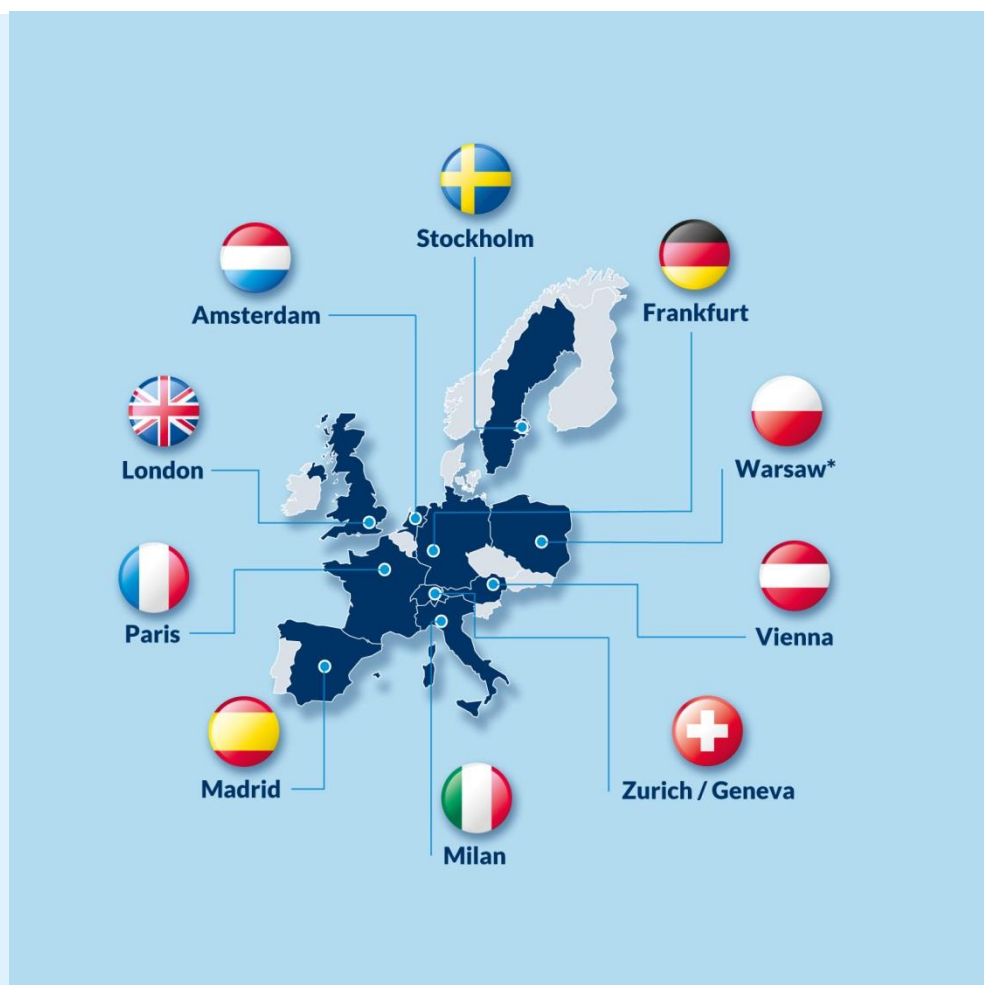 Stockholm
Amsterdam
Frankfurt
London
Warsaw*
Paris
Vienna
Madrid
Zurich / Geneva
Milan